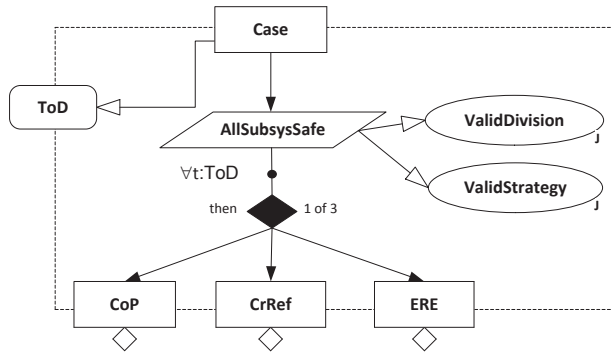 Case
ToD
AllSubsysSafe
ValidDivision
J
∀t:ToD
ValidStrategy
J
then
1 of 3
CoP
CrRef
ERE